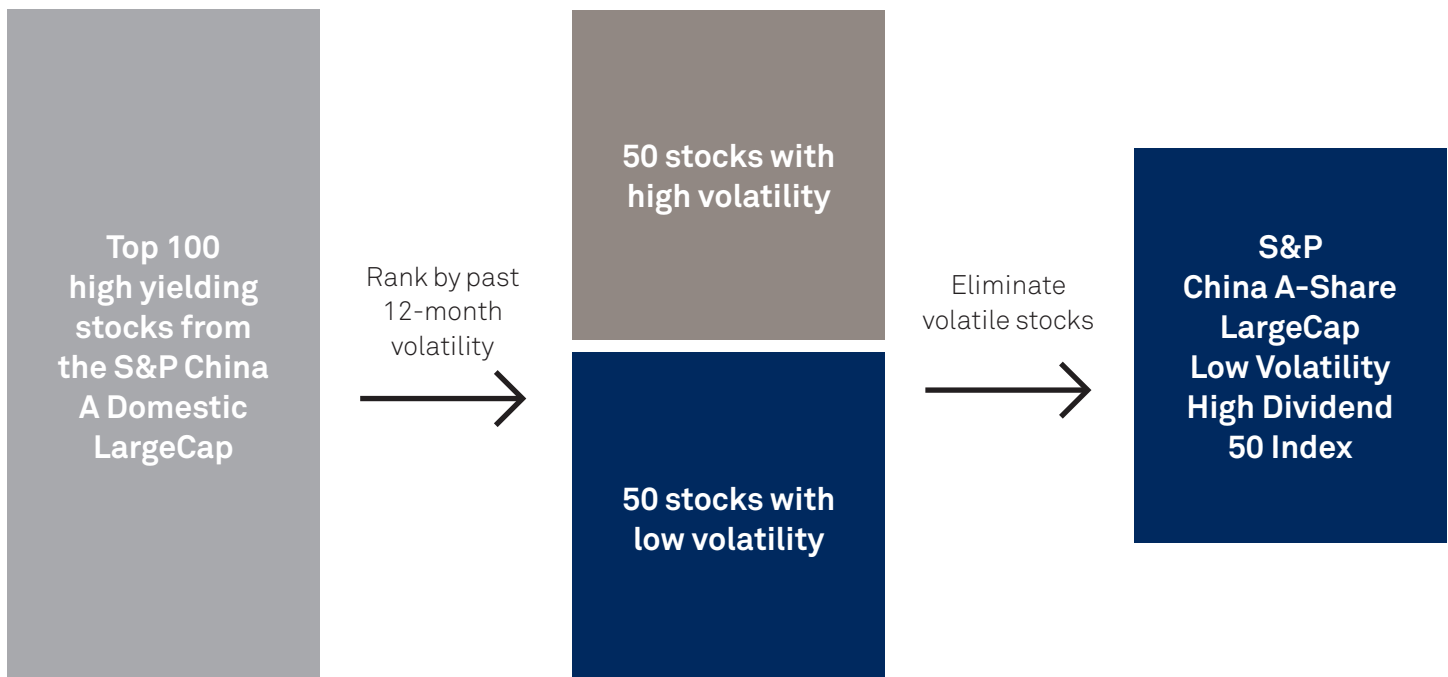 Top 100
high yielding
stocks from
the S&P China
A Domestic
LargeCap
Rank by past
12-month
volatility
50 stocks with
high volatility
50 stocks with
low volatility
Eliminate
volatile stocks
S&P
China A-Share
LargeCap
Low Volatility
High Dividend
50 Index